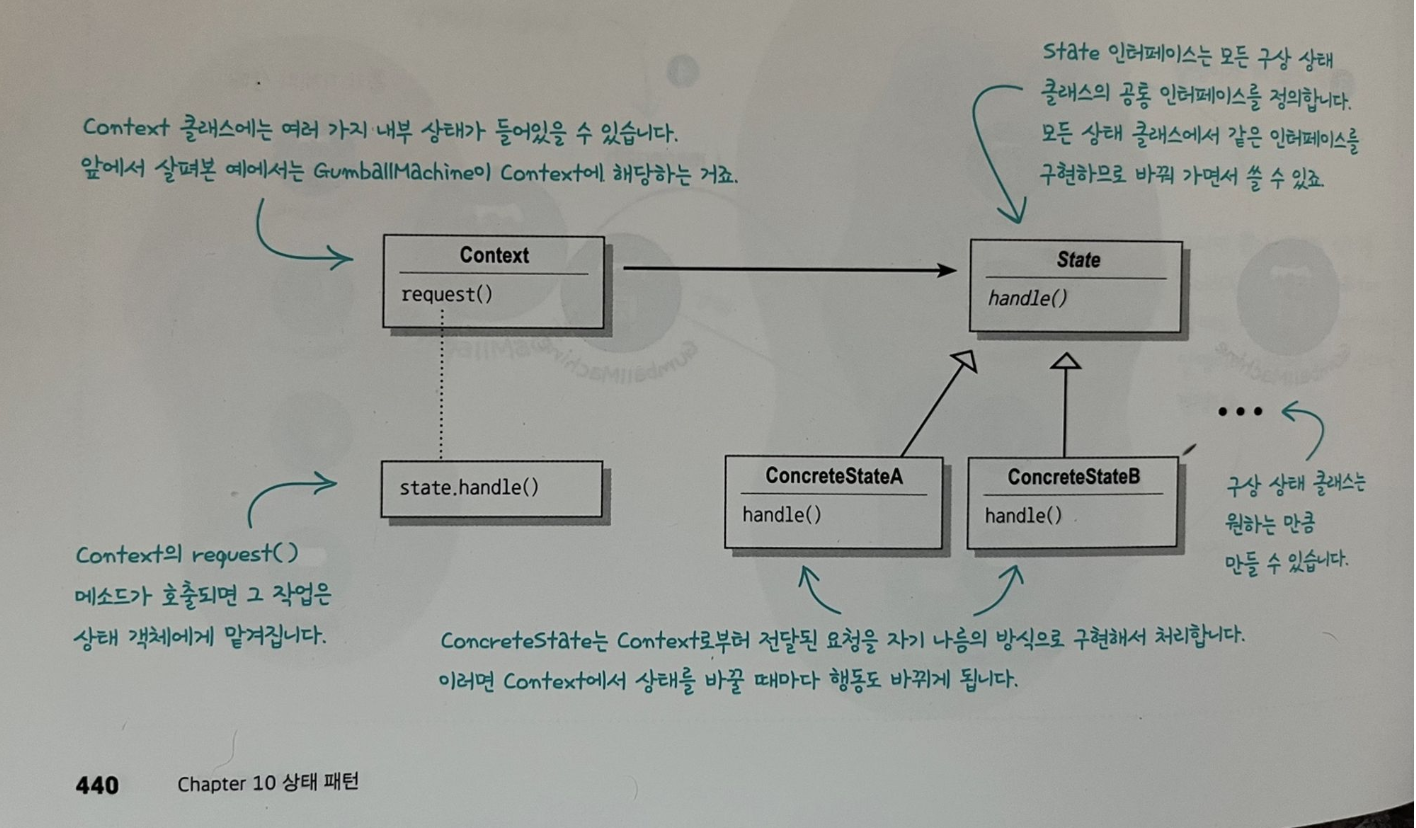 State 인터페이스는 모든 구상 상태
클래스의 공통 인터페이스를 정의합니다.
모든 상태 클래스에서 같은 인터페이스를
구현하므로 바꿔 가면서 쓸 수 있죠
Context 클래스에는 여러 가지 내부 상태가 들어있을 수 있습니다.
앞에서 살펴본 예에서는 GumballMachine이 Context에 해당하는 거죠.
Context
request()
State
handle()
state.handle()
ConcreteStateA
handle()
ConcreteStateB
handle()
•••
구상 상태 클래스는
원하는 만큼
만들 수 있습니다.
Context의 request()
메소드가 호출되면 그 작업은
상태 객체에게 맡겨집니다.
ConcreteState는 Context로부터 전달된 요청을 자기 나름의 방식으로 구현해서 처리합니다.
이러면 Context에서 상태를 바꿀 때마다 행동도 바뀌게 됩니다.
440 Chapter 10 상태 패턴